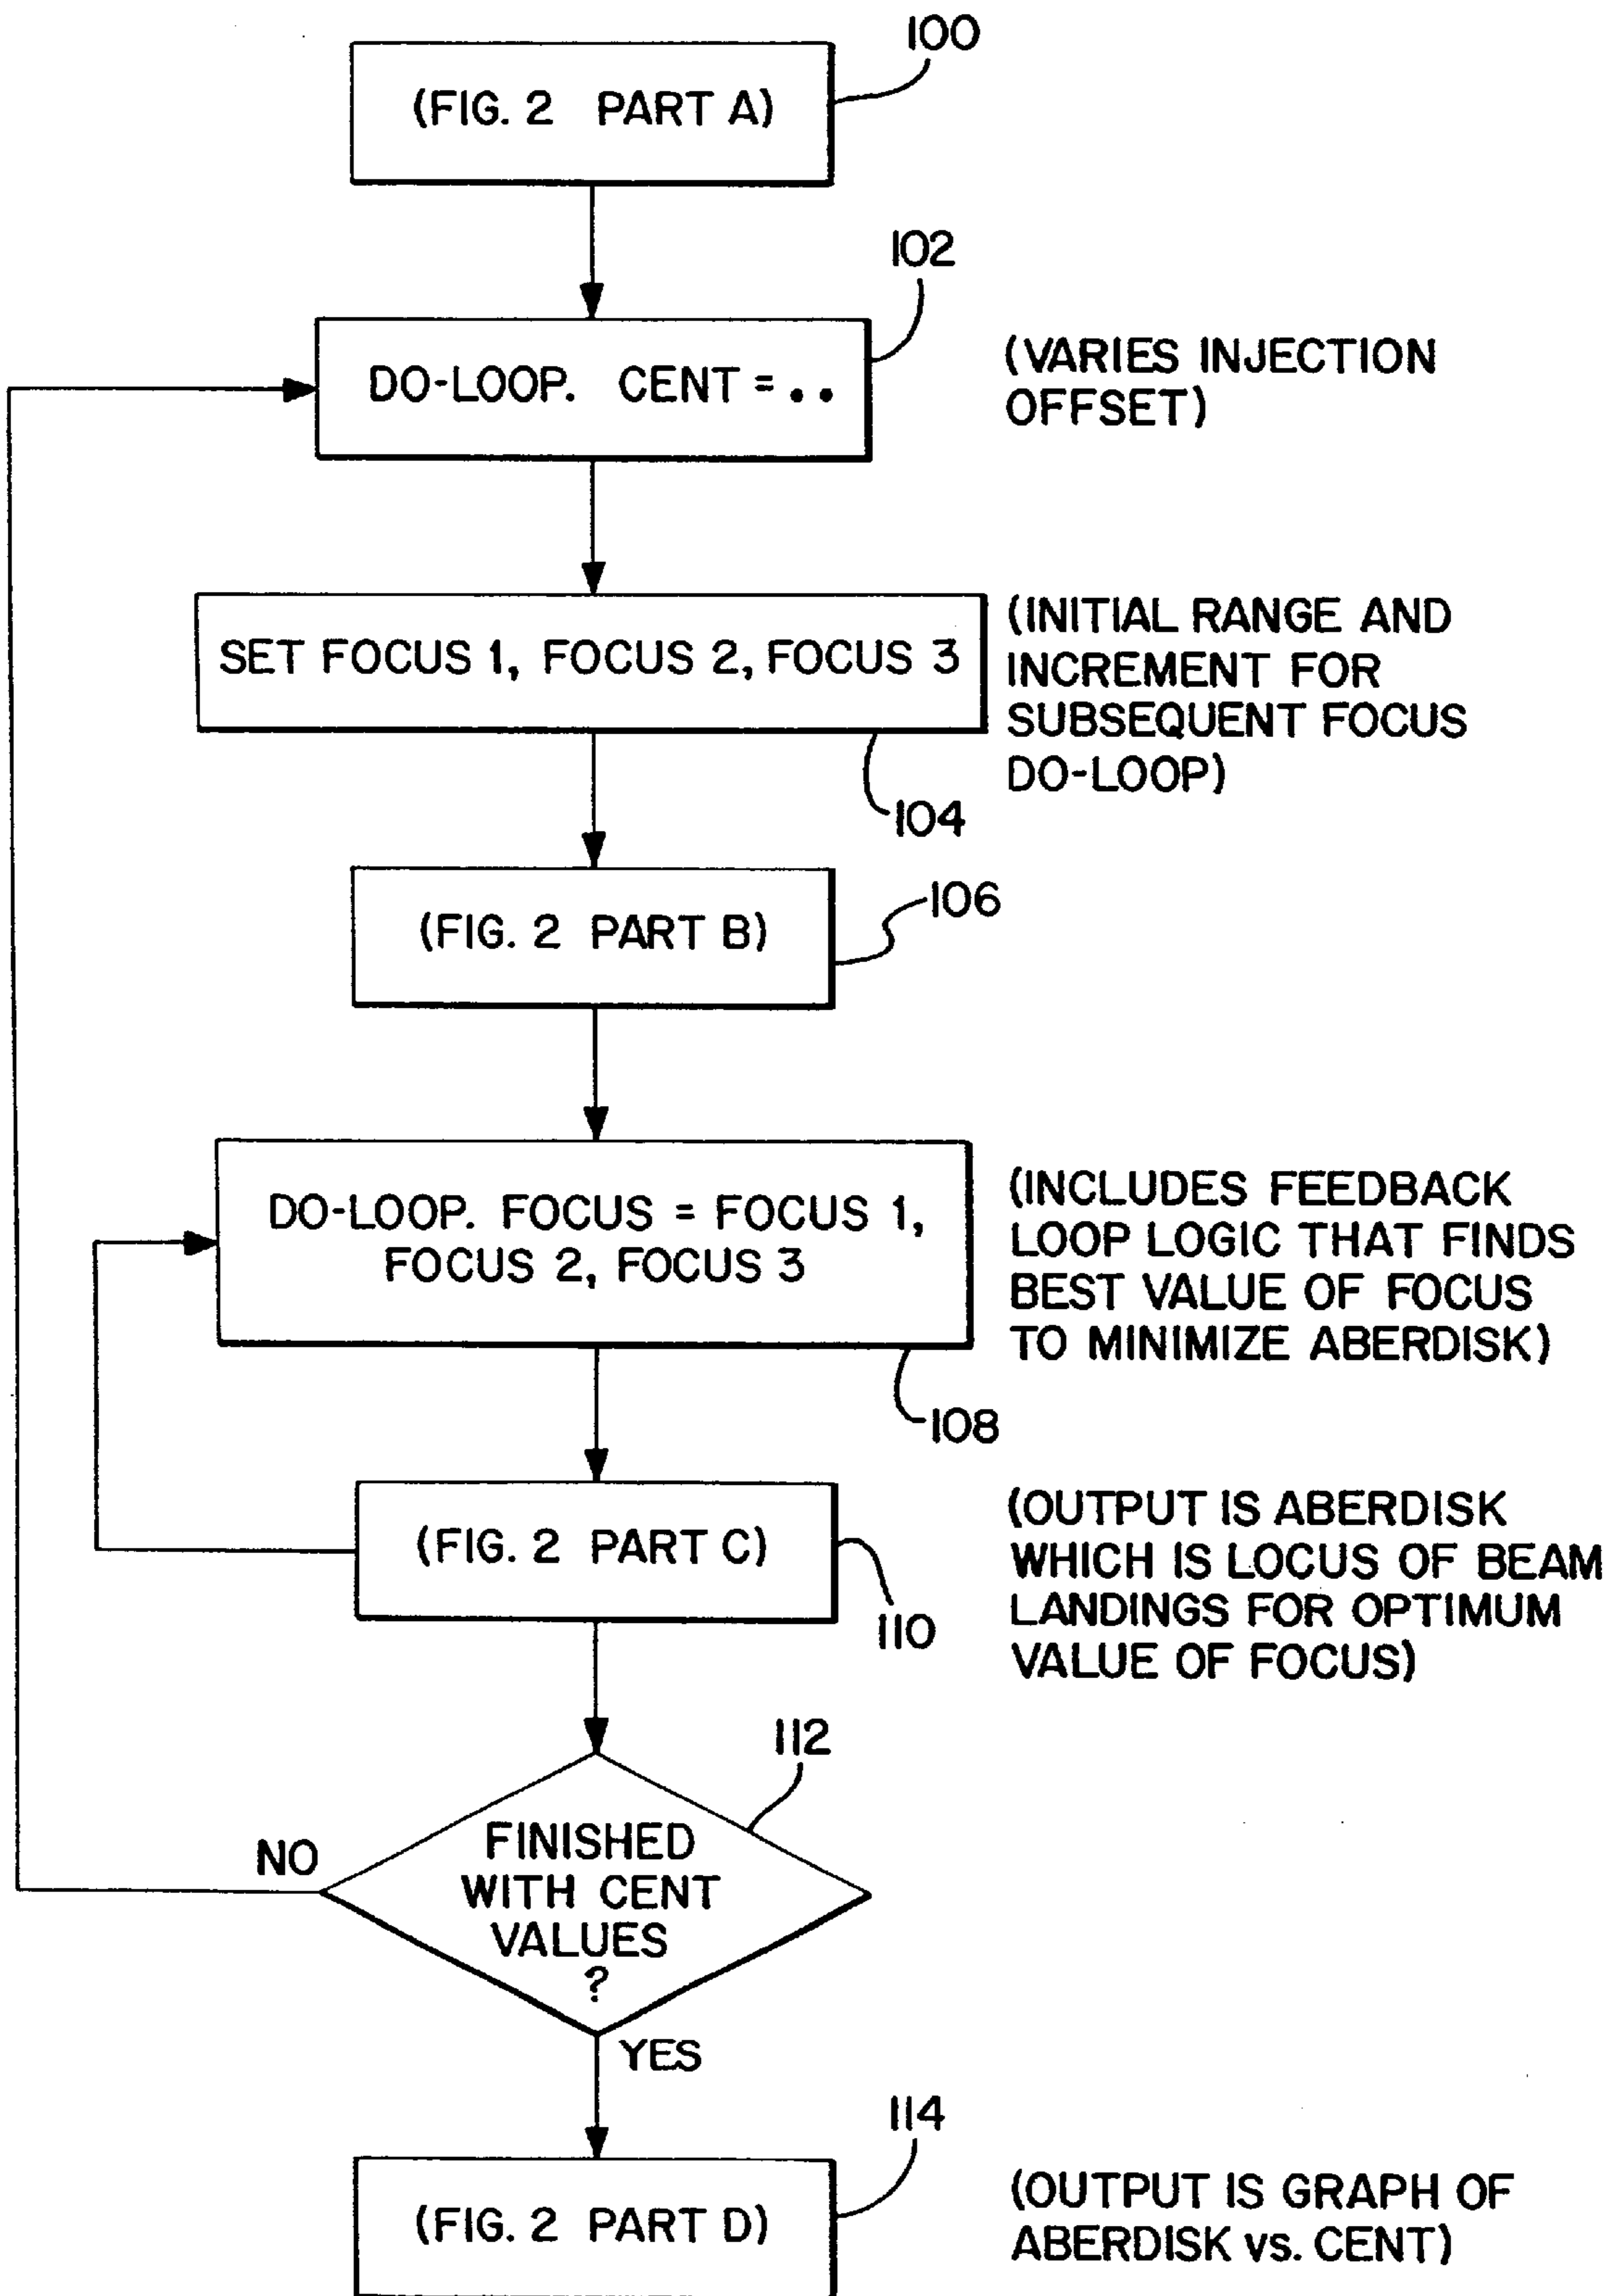 100
(FIG. 2 PART A)
102
DO-LOOP. CENT = ..
(VARIES INJECTION
OFFSET)
SET FOCUS 1, FOCUS 2, FOCUS 3
(INITIAL RANGE AND
INCREMENT FOR
SUBSEQUENT FOCUS
DO-LOOP)
104
(FIG. 2 PART B)
106
DO-LOOP. FOCUS = FOCUS 1,
FOCUS 2, FOCUS 3
(INCLUDES FEEDBACK
LOOP LOGIC THAT FINDS
BEST VALUE OF FOCUS
TO MINIMIZE ABERDISK)
108
(FIG. 2 PART C)
(OUTPUT IS ABERDISK
WHICH IS LOCUS OF BEAM
LANDINGS FOR OPTIMUM
VALUE OF FOCUS)
110
112
NO
FINISHED
WITH CENT
VALUES
?
YES
114
(FIG. 2 PART D)
(OUTPUT IS GRAPH OF
ABERDISK vs. CENT)